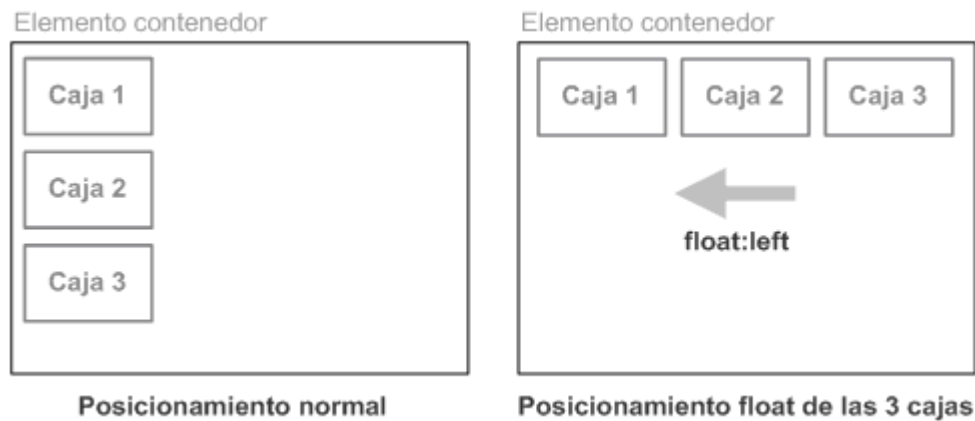 Elemento contenedor
Caja 1
Caja 2
Caja 3
Posicionamiento normal
Elemento contenedor
Caja 1
Caja 2
Caja 3
float:left
Posicionamiento float de las 3 cajas